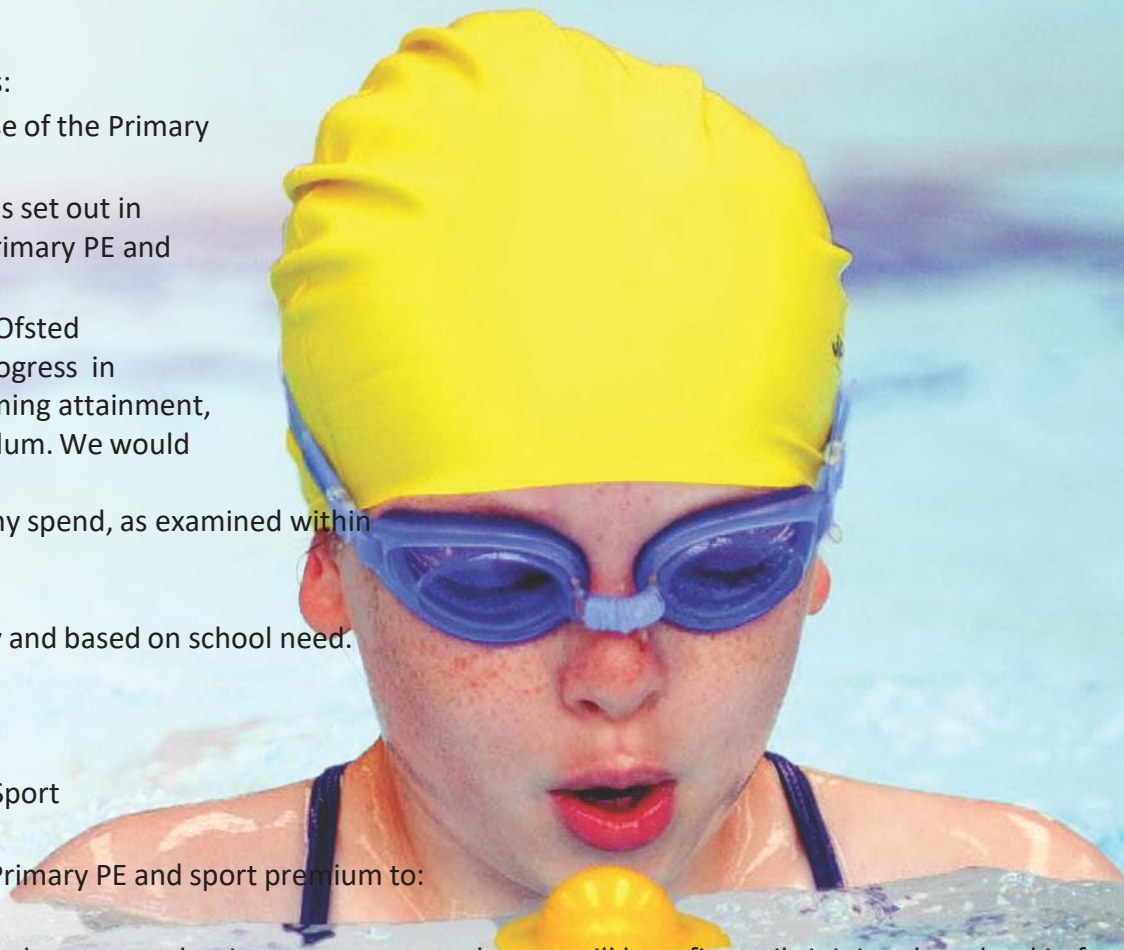 s:
se of the Primary
s set out in
rimary PE and
Ofsted
ogress in
ning attainment,
lum. We would
ny spend, as examined within
y and based on school need.
Sport
Primary PE and sport premium to: